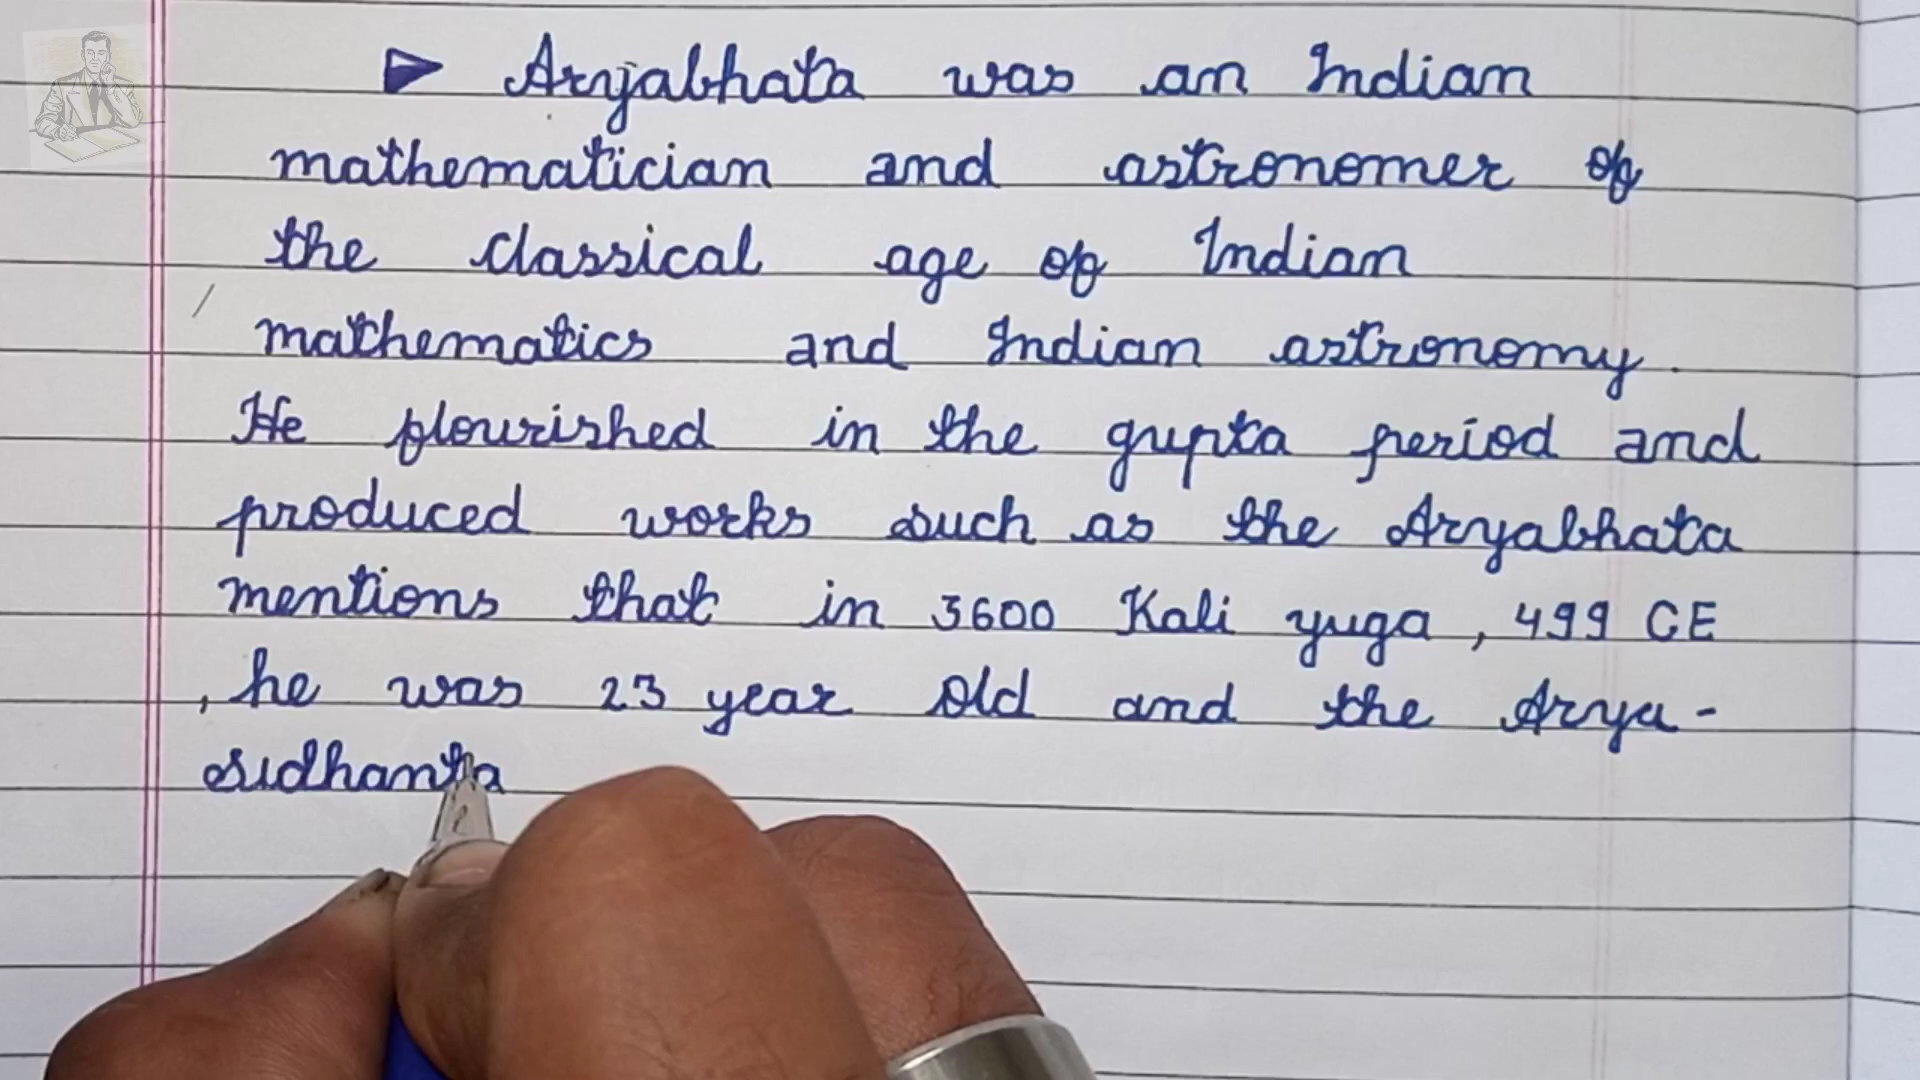 Aryabhata was an Indian
mathematician and astronomer of
the classical age of Indian
mathematics and Indian astronomy.
He flourished in the gupta period and
produced works such as the Aryabhata
mentions that in 3600 Kali yuga, 499 CE
, he was 23 year old and the Arya-
sidhanta